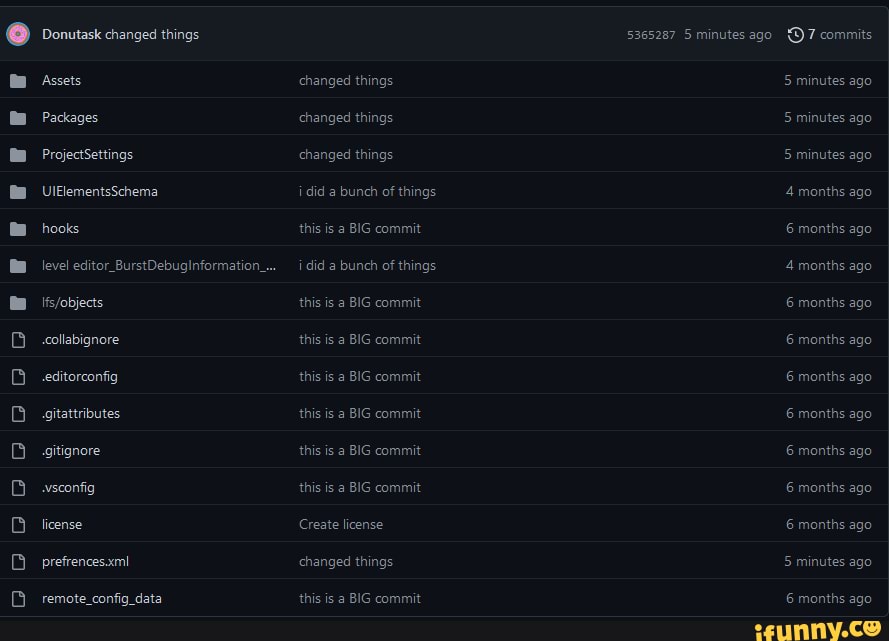 Donutask changed things 5365287 5 minutes ago 7 commits
Assets changed things 5 minutes ago
Packages changed things 5 minutes ago
ProjectSettings changed things 5 minutes ago
UIElementsSchema i did a bunch of things 4 months ago
hooks this is a BIG commit 6 months ago
level editor_BurstDebugInformation_... i did a bunch of things 4 months ago
lfs/objects this is a BIG commit 6 months ago
.collabignore this is a BIG commit 6 months ago
.editorconfig this is a BIG commit 6 months ago
.gitattributes this is a BIG commit 6 months ago
.gitignore this is a BIG commit 6 months ago
.vsconfig this is a BIG commit 6 months ago
license Create license 6 months ago
prefrences.xml changed things 5 minutes ago
remote_config_data this is a BIG commit 6 months ago
ifunny.co